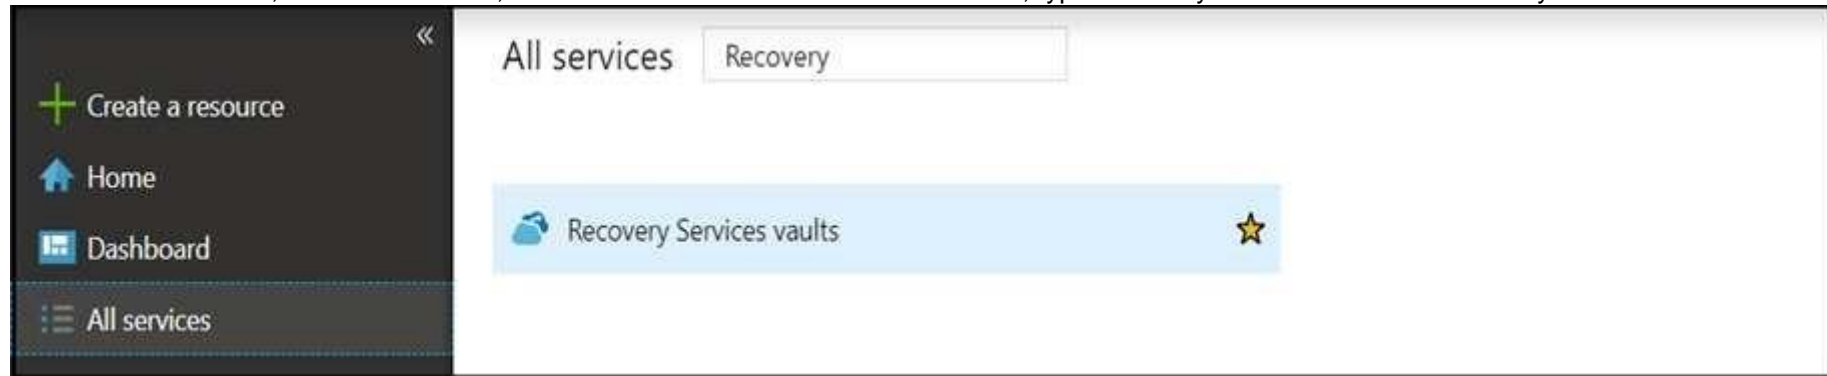 «
Create a resource
Home
Dashboard
All services
All services
Recovery
Recovery Services vaults